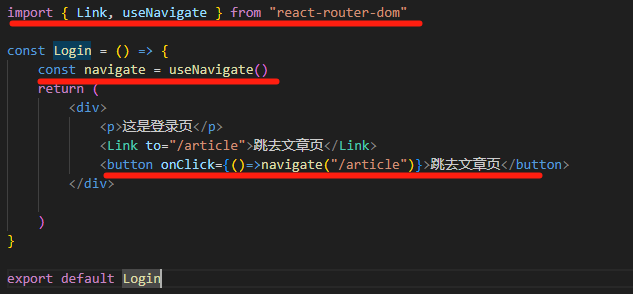 import { Link, useNavigate } from "react-router-dom"
const Login = () => {
const navigate = useNavigate()
return (
<div>
<p>这是登录页</p>
<Link to="/article">跳去文章页</Link>
<button onClick={()=>navigate("/article")}>跳去文章页</button>
</div>
)
}
export default Login